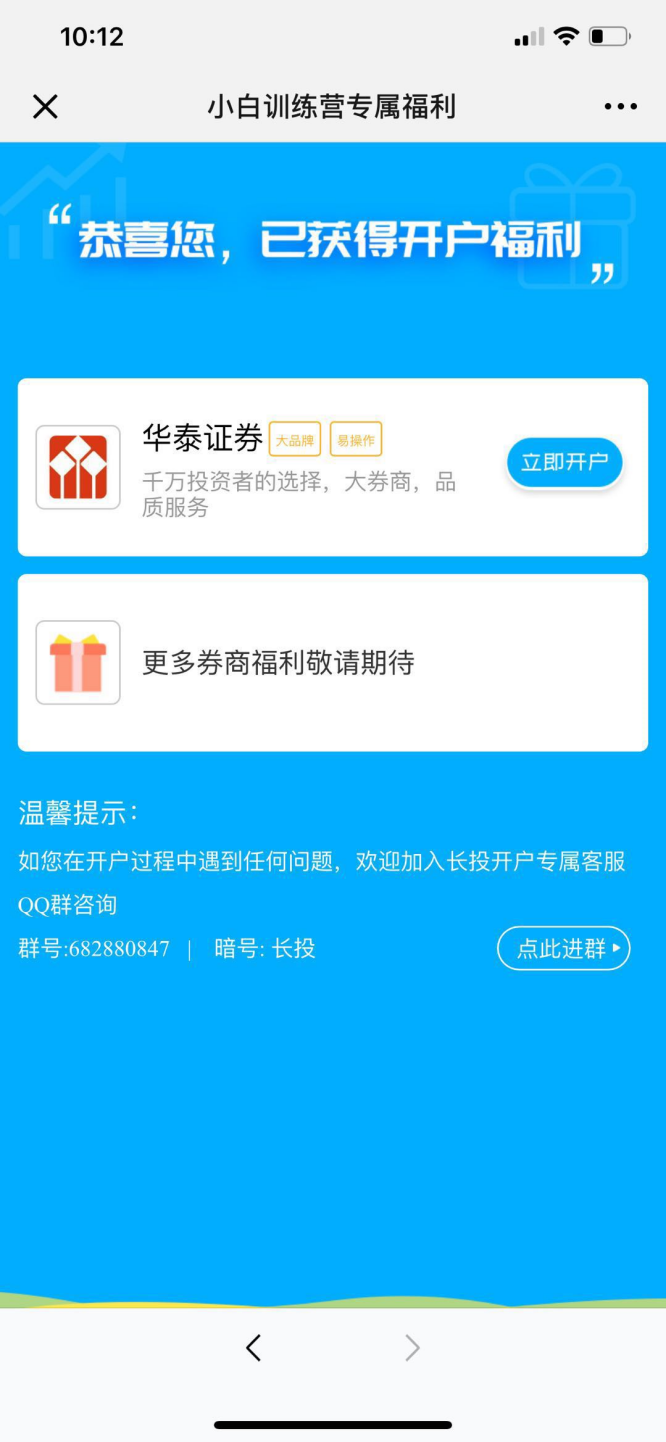 10:12
小白训练营专属福利
“恭喜您，已获得开户福利”
华泰证券 大品牌 易操作
千万投资者的选择，大券商，品
质服务
立即开户
更多券商福利敬请期待
温馨提示：
如您在开户过程中遇到任何问题，欢迎加入长投开户专属客服
QQ群咨询
群号:682880847 | 暗号: 长投
点此进群